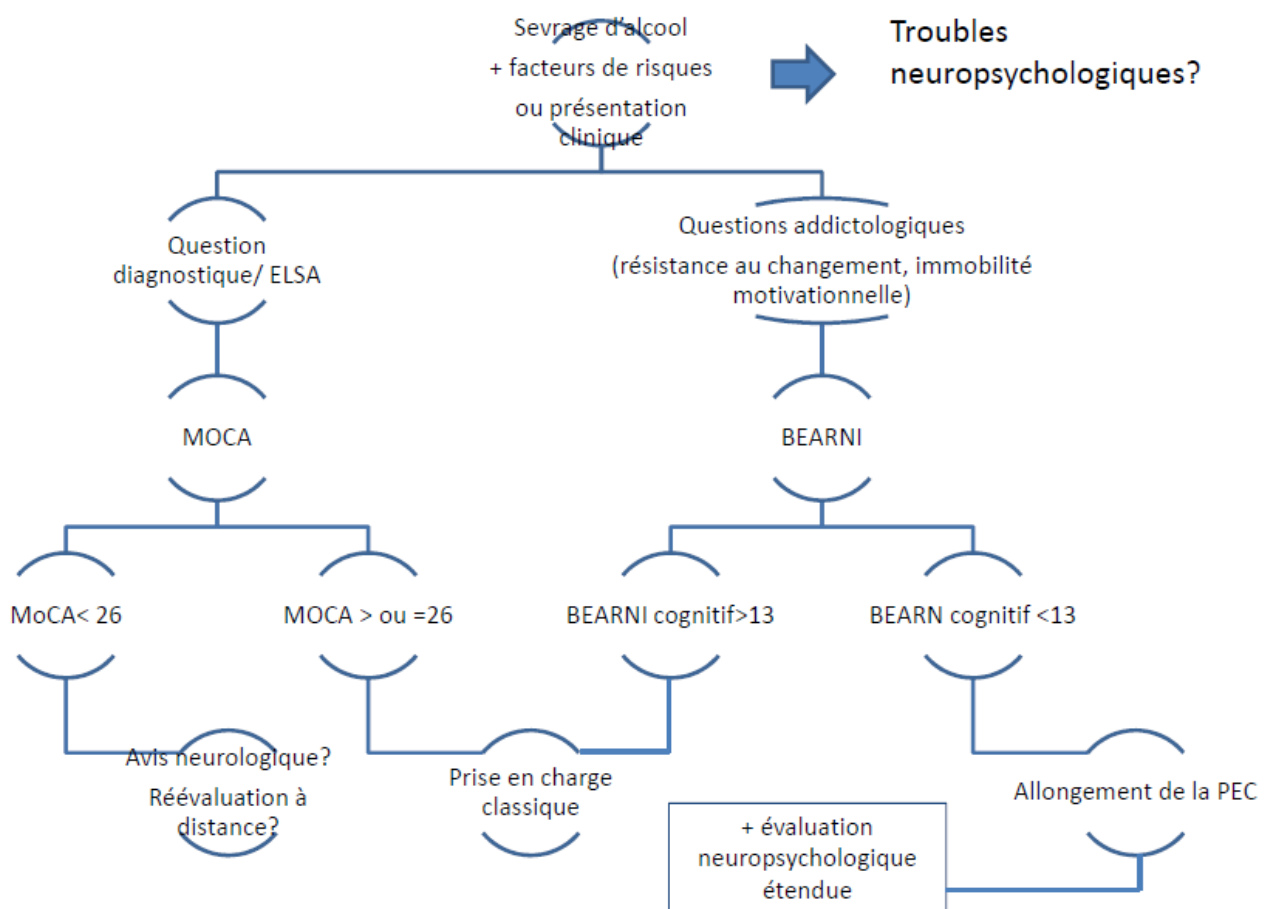 Sevrage d'alcool
+ facteurs de risques
ou présentation
clinique
Troubles
neuropsychologiques?
Question
diagnostique/ ELSA
Questions addictologiques
(résistance au changement, immobilité
motivationnelle)
MOCA
BEARNI
MoCA< 26
MOCA > ou =26
BEARNI cognitif>13
BEARN cognitif <13
Avis neurologique?
Réévaluation à
distance?
Prise en charge
classique
Allongement de la PEC
+ évaluation
neuropsychologique
étendue